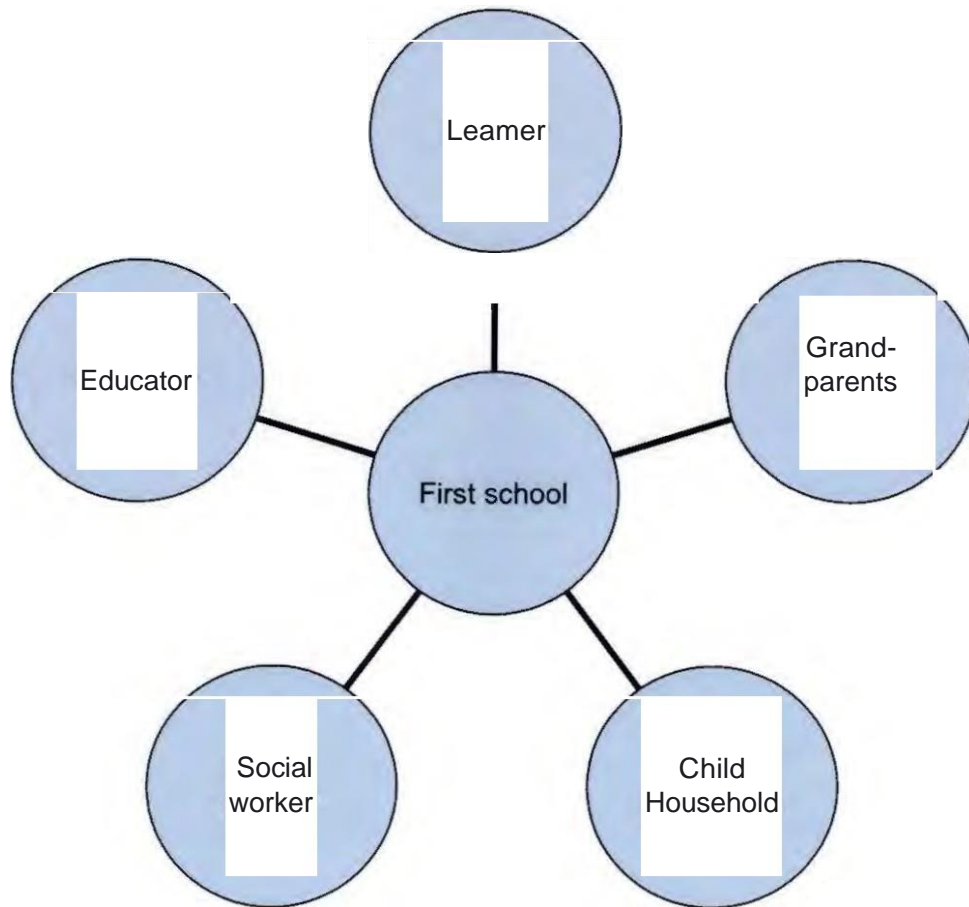 Leamer
Grand-
parents
Educator
First school
Social
worker
Child
Household